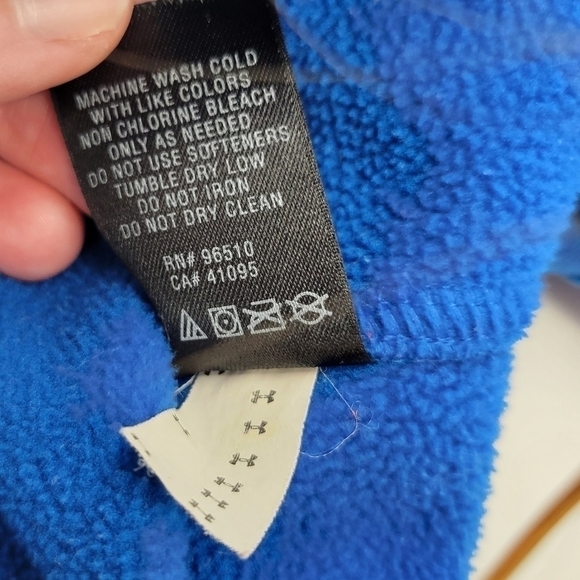 MACHINE WASH COLD
WITH LIKE COLORS
NON CHLORINE BLEACH
ONLY AS NEEDED
DO NOT USE SOFTENERS
TUMBLE DRY LOW
DO NOT IRON
DO NOT DRY CLEAN
RN# 96510
CA# 41095